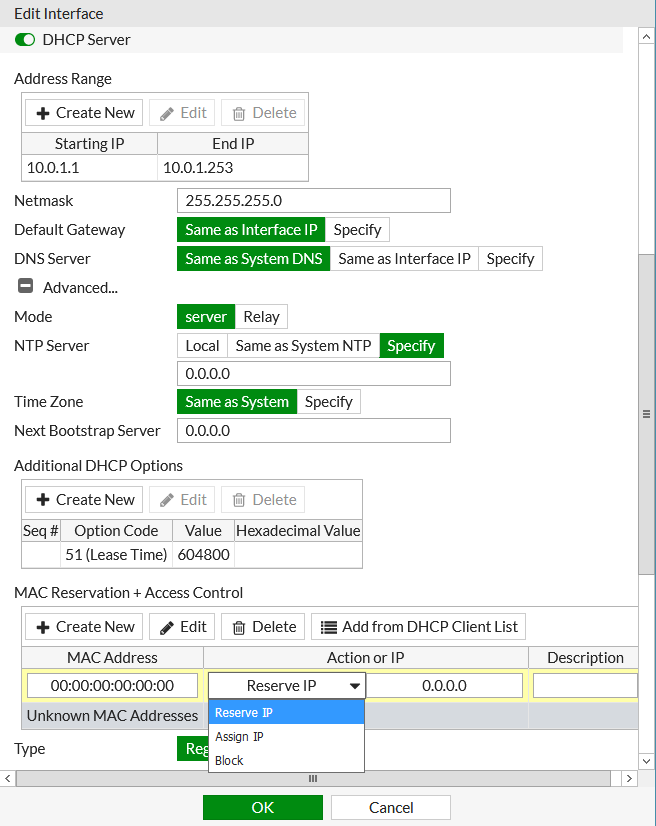 Edit Interface
DHCP Server
Address Range
Create New Edit Delete
Starting IP End IP
10.0.1.1 10.0.1.253
Netmask 255.255.255.0
Default Gateway Same as Interface IP Specify
DNS Server Same as System DNS Same as Interface IP Specify
Advanced...
Mode server Relay
NTP Server Local Same as System NTP Specify
0.0.0.0
Time Zone Same as System Specify
Next Bootstrap Server 0.0.0.0
Additional DHCP Options
Create New Edit Delete
Seq # Option Code Value Hexadecimal Value
51 (Lease Time) 604800
MAC Reservation + Access Control
Create New Edit Delete Add from DHCP Client List
MAC Address Action or IP Description
00:00:00:00:00:00 Reserve IP 0.0.0.0
Reserve IP
Unknown MAC Addresses
Assign IP
Type Reg
Block
OK Cancel